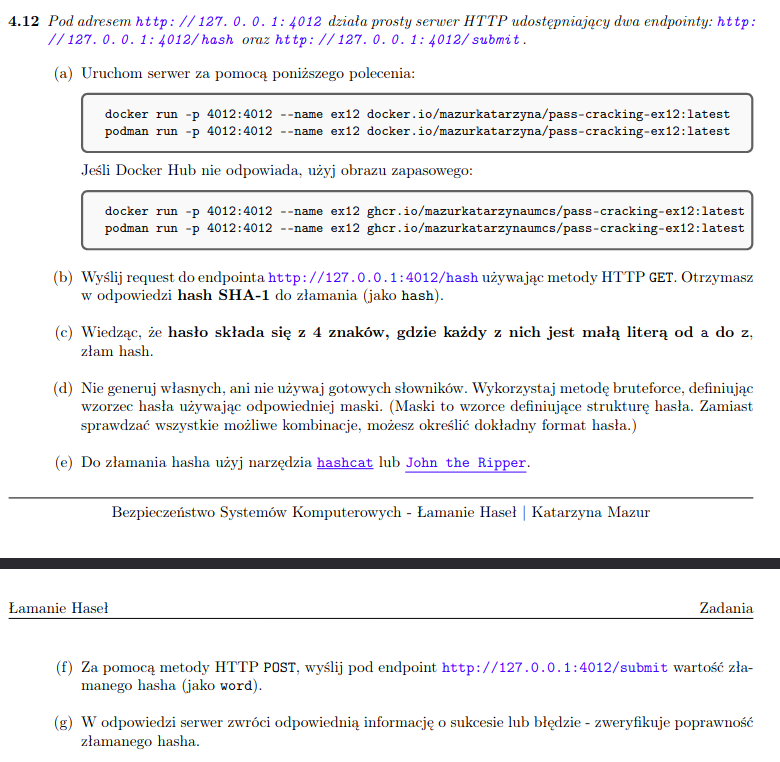 4.12 Pod adresem http://127.0.0.1:4012 działa prosty serwer HTTP udostępniający dwa endpointy: http:
//127.0.0.1:4012/hash oraz http://127.0.0.1:4012/submit.
(a) Uruchom serwer za pomocą poniższego polecenia:
docker run -p 4012:4012 --name ex12 docker.io/mazurkatarzyna/pass-cracking-ex12:latest
podman run -p 4012:4012 --name ex12 docker.io/mazurkatarzyna/pass-cracking-ex12:latest
Jeśli Docker Hub nie odpowiada, użyj obrazu zapasowego:
docker run -p 4012:4012 --name ex12 ghcr.io/mazurkatarzynaumcs/pass-cracking-ex12:latest
podman run -p 4012:4012 --name ex12 ghcr.io/mazurkatarzynaumcs/pass-cracking-ex12:latest
(b) Wyślij request do endpointa http://127.0.0.1:4012/hash używając metody HTTP GET. Otrzymasz
w odpowiedzi hash SHA-1 do złamania (jako hash).
(c) Wiedząc, że hasło składa się z 4 znaków, gdzie każdy z nich jest małą literą od a do z,
złam hash.
(d) Nie generuj własnych, ani nie używaj gotowych słowników. Wykorzystaj metodę bruteforce, definiując
wzorzec hasła używając odpowiedniej maski. (Maski to wzorce definiujące strukturę hasła. Zamiast
sprawdzać wszystkie możliwe kombinacje, możesz określić dokładny format hasła.)
(e) Do złamania hasha użyj narzędzia hashcat lub John the Ripper.
Bezpieczeństwo Systemów Komputerowych - Łamanie Haseł | Katarzyna Mazur
Łamanie Haseł Zadania
(f) Za pomocą metody HTTP POST, wyślij pod endpoint http://127.0.0.1:4012/submit wartość zła-
manego hasha (jako word).
(g) W odpowiedzi serwer zwróci odpowiednią informację o sukcesie lub błędzie - zweryfikuje poprawność
złamanego hasha.